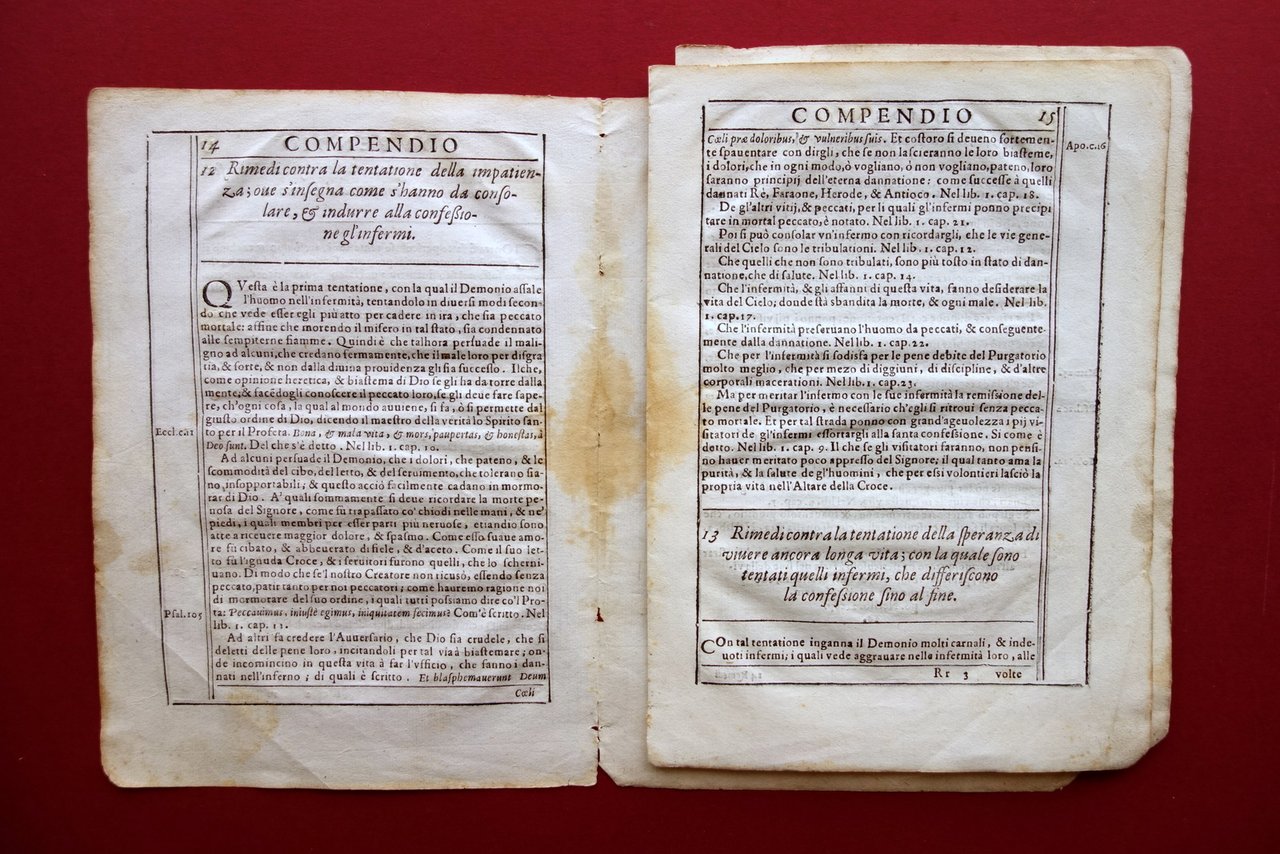 14 COMPENDIO
12 Rimedi contra la tentatione della impatien-
za; oue s'insegna come s'hanno da conso-
lare, & indurre alla confeßio-
ne gl'infermi.
QVesta è la prima tentatione, con la qual il Demonio assale
l'huomo nell'infermità, tentandolo in diuersi modi secon-
do che vede esser egli più atto per cadere in ira, che sia peccato
mortale: affine che morendo il misero in tal stato, sia condennato
alle sempiterne fiamme. Quindi è che talhora persuade il mali-
gno ad alcuni, che credano fermamente, che il male loro per disgra
tia, & sorte, & non dalla diuina prouidenza gli sia successo. Ilche,
come opinione heretica, & biastema di Dio se gli ha da torre dalla
mente, & facēdogli conoscere il peccato loro, se gli deue fare sape-
re, ch'ogni cosa, la qual al mondo auuiene, si fa, ò si permette dal
giusto ordine di Dio, dicendo il maestro della verità lo Spirito san-
Eccl.c.11
to per il Profeta. Bona, & mala vita, & mors, paupertas, & honestas, à
Deo sunt. Del che s'è detto. Nel lib. 1. cap. 10.
Ad alcuni persuade il Demonio, che i dolori, che pateno, & le
scommodità del cibo, del letto, & del seruimento, che tolerano sia-
no, insopportabili; & questo acciò facilmente cadano in mormo-
rar di Dio. A' quali sommamente si deue ricordare la morte pe-
nosa del Signore, come fù trapassato co' chiodi nelle mani, & ne'
piedi, i quali membri per esser parti più neruose, etiandio sono
atte a riceuere maggior dolore, & spasmo. Come esso suaue amo-
re fu cibato, & abbeuerato di fiele, & d'aceto. Come il suo let-
to fu l'ignuda Croce, & i seruitori furono quelli, che lo scherni-
uano. Di modo che se'l nostro Creatore non ricusò, essendo senza
peccato, patir tanto per noi peccatori; come hauremo ragione noi
di mormorare del suo ordine, i quali tutti possiamo dire co'l Pro-
Psal.105
ta: Peccauimus, iniustè egimus, iniquitatem fecimus? Com'è scritto. Nel
lib. 1. cap. 11.
Ad altri fa credere l'Auuersario, che Dio sia crudele, che si
deletti delle pene loro, incitandoli per tal via à biastemare; on-
de incomincino in questa vita à far l'vfficio, che fanno i dan-
nati nell'inferno; di quali è scritto. Et blasphemauerunt Deum
Cœli
COMPENDIO 15
Cœli præ doloribus, & vulneribus suis. Et costoro si deueno fortemen-
Apo.c.16
te spauentare con dirgli, che se non lascieranno le loro biasteme,
i dolori, che in ogni modo, ò vogliano, ò non vogliano, pateno, loro
saranno principij dell'eterna dannatione: come successe à quelli
dannati Rè, Faraone, Herode, & Antioco. Nel lib. 1. cap. 18.
De gl'altri vitij, & peccati, per li quali gl'infermi ponno precipi
tare in mortal peccato, è notato. Nel lib. 1. cap. 21.
Poi si può consolar vn'infermo con ricordargli, che le vie gene-
rali del Cielo sono le tribulationi. Nel lib. 1. cap. 12.
Che quelli che non sono tribulati, sono più tosto in stato di dan-
natione, che di salute. Nel lib. 1. cap. 14.
Che l'infermità, & gli affanni di questa vita, fanno desiderare la
vita del Cielo; donde stà sbandita la morte, & ogni male. Nel lib.
1. cap. 17.
Che l'infermità preseruano l'huomo da peccati, & conseguente-
mente dalla dannatione. Nel lib. 1. cap. 22.
Che per l'infermità si sodisfa per le pene debite del Purgatorio
molto meglio, che per mezo di diggiuni, di discipline, & d'altre
corporali macerationi. Nel lib. 1. cap. 23.
Ma per meritar l'infermo con le sue infermità la remissione del-
le pene del Purgatorio, è necessario ch'egli si ritroui senza pecca-
to mortale. Et per tal strada ponno con grand'ageuolezza i pij vi-
sitatori de gl'infermi essortargli alla santa confessione. Si come è
detto. Nel lib. 1. cap. 9. Il che se gli visitatori faranno, non pensi-
no hauer meritato poco appresso del Signore; il qual tanto ama la
purità, & la salute de gl'huomini, che per essi volontieri lasciò la
propria vita nell'Altare della Croce.
13 Rimedi contra la tentatione della speranza di
viuere ancora longa vita; con la quale sono
tentati quelli infermi, che differiscono
la confeßione sino al fine.
COn tal tentatione inganna il Demonio molti carnali, & inde-
uoti infermi; i quali vede aggrauare nella infermità loro, alle
Rr 3 volte